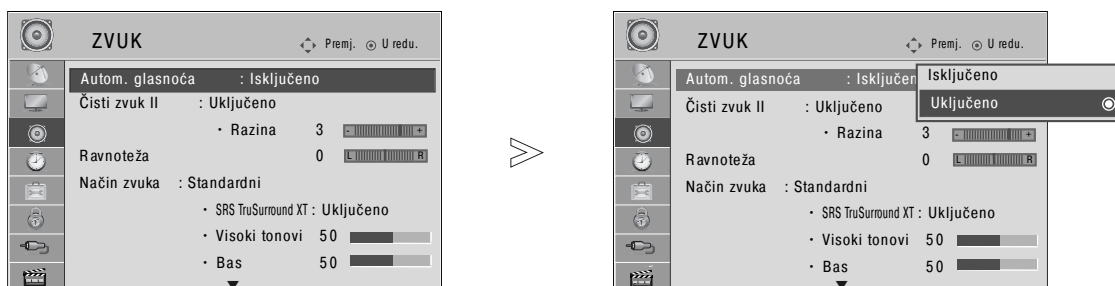 ZVUK
Premj. U redu.
Autom. glasnoća : Isključeno
Čisti zvuk II : Uključeno
• Razina 3 - +
Ravnoteža 0 L R
Način zvuka : Standardni
• SRS TruSurround XT : Uključeno
• Visoki tonovi 50
• Bas 50
ZVUK
Premj. U redu.
Autom. glasnoća : Isključen
Isključeno
Uključeno
Čisti zvuk II : Uključeno
• Razina 3 - +
Ravnoteža 0 L R
Način zvuka : Standardni
• SRS TruSurround XT : Uključeno
• Visoki tonovi 50
• Bas 50